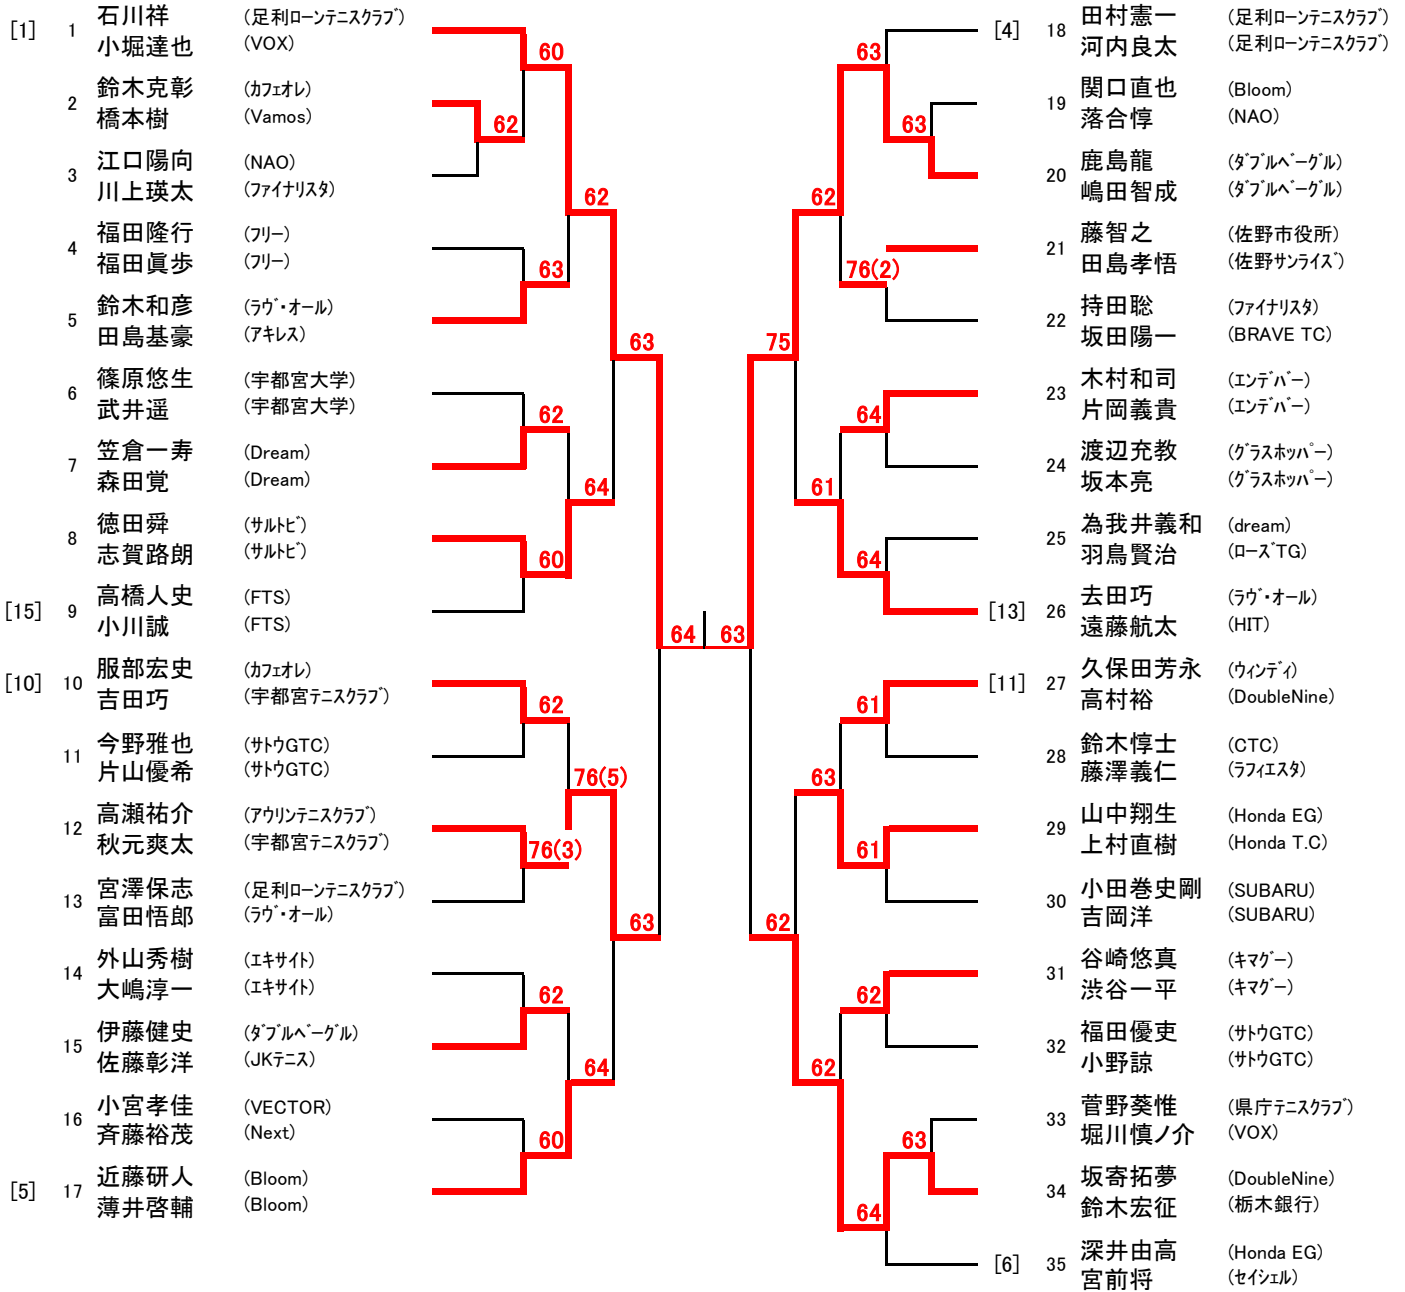 [1] 1 石川祥 (足利ローンテニスクラブ)
小堀達也 (VOX)
60
2 鈴木克彰 (カフェオレ)
橋本樹 (Vamos)
62
3 江口陽向 (NAO)
川上瑛太 (ファイナリスタ)
62
4 福田隆行 (フリー)
福田眞歩 (フリー)
63
5 鈴木和彦 (ラヴ・オール)
田島基豪 (アキレス)
63
6 篠原悠生 (宇都宮大学)
武井遥 (宇都宮大学)
62
7 笠倉一寿 (Dream)
森田覚 (Dream)
64
8 徳田舜 (サルトビ)
志賀路朗 (サルトビ)
60
[15] 9 高橋人史 (FTS)
小川誠 (FTS)
64
[10] 10 服部宏史 (カフェオレ)
吉田巧 (宇都宮テニスクラブ)
62
11 今野雅也 (サトウGTC)
片山優希 (サトウGTC)
76(5)
12 高瀬祐介 (アウリンテニスクラブ)
秋元爽太 (宇都宮テニスクラブ)
76(3)
13 宮澤保志 (足利ローンテニスクラブ)
富田悟郎 (ラヴ・オール)
63
14 外山秀樹 (エキサイト)
大嶋淳一 (エキサイト)
62
15 伊藤健史 (ダブルベーグル)
佐藤彰洋 (JKテニス)
64
16 小宮孝佳 (VECTOR)
斉藤裕茂 (Next)
60
[5] 17 近藤研人 (Bloom)
薄井啓輔 (Bloom)
[4] 18 田村憲一 (足利ローンテニスクラブ)
河内良太 (足利ローンテニスクラブ)
63
19 関口直也 (Bloom)
落合惇 (NAO)
63
20 鹿島龍 (ダブルベーグル)
嶋田智成 (ダブルベーグル)
62
21 藤智之 (佐野市役所)
田島孝悟 (佐野サンライズ)
76(2)
22 持田聡 (ファイナリスタ)
坂田陽一 (BRAVE TC)
75
23 木村和司 (エンデバー)
片岡義貴 (エンデバー)
64
24 渡辺充教 (グラスホッパー)
坂本亮 (グラスホッパー)
61
25 為我井義和 (dream)
羽鳥賢治 (ローズTG)
64
[13] 26 去田巧 (ラヴ・オール)
遠藤航太 (HIT)
63
[11] 27 久保田芳永 (ウィンディ)
高村裕 (DoubleNine)
61
28 鈴木惇士 (CTC)
藤澤義仁 (ラフィエスタ)
63
29 山中翔生 (Honda EG)
上村直樹 (Honda T.C)
61
30 小田巻史剛 (SUBARU)
吉岡洋 (SUBARU)
62
31 谷崎悠真 (キマグー)
渋谷一平 (キマグー)
62
32 福田優吏 (サトウGTC)
小野諒 (サトウGTC)
62
33 菅野葵惟 (県庁テニスクラブ)
堀川慎ノ介 (VOX)
63
34 坂寄拓夢 (DoubleNine)
鈴木宏征 (栃木銀行)
64
[6] 35 深井由高 (Honda EG)
宮前将 (セイシェル)